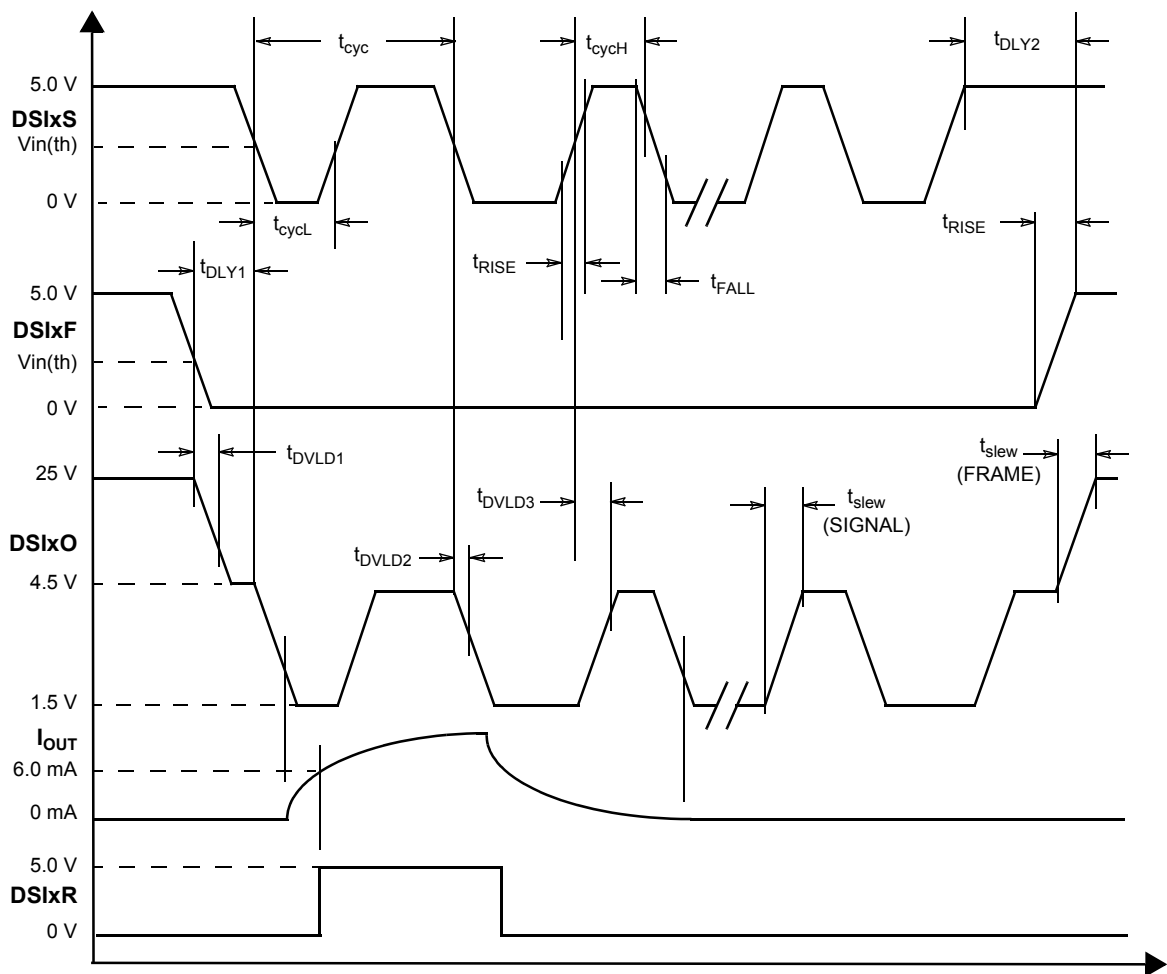 tcyc
tcycH
tDLY2
5.0 V
DSIxS
Vin(th)
0 V
tcycL
tRISE
tDLY1
tRISE
tFALL
5.0 V
DSIxF
Vin(th)
0 V
tDVLD1
tslew
(FRAME)
25 V
tDVLD3
tslew
(SIGNAL)
DSIxO
tDVLD2
4.5 V
1.5 V
IOUT
6.0 mA
0 mA
5.0 V
DSIxR
0 V